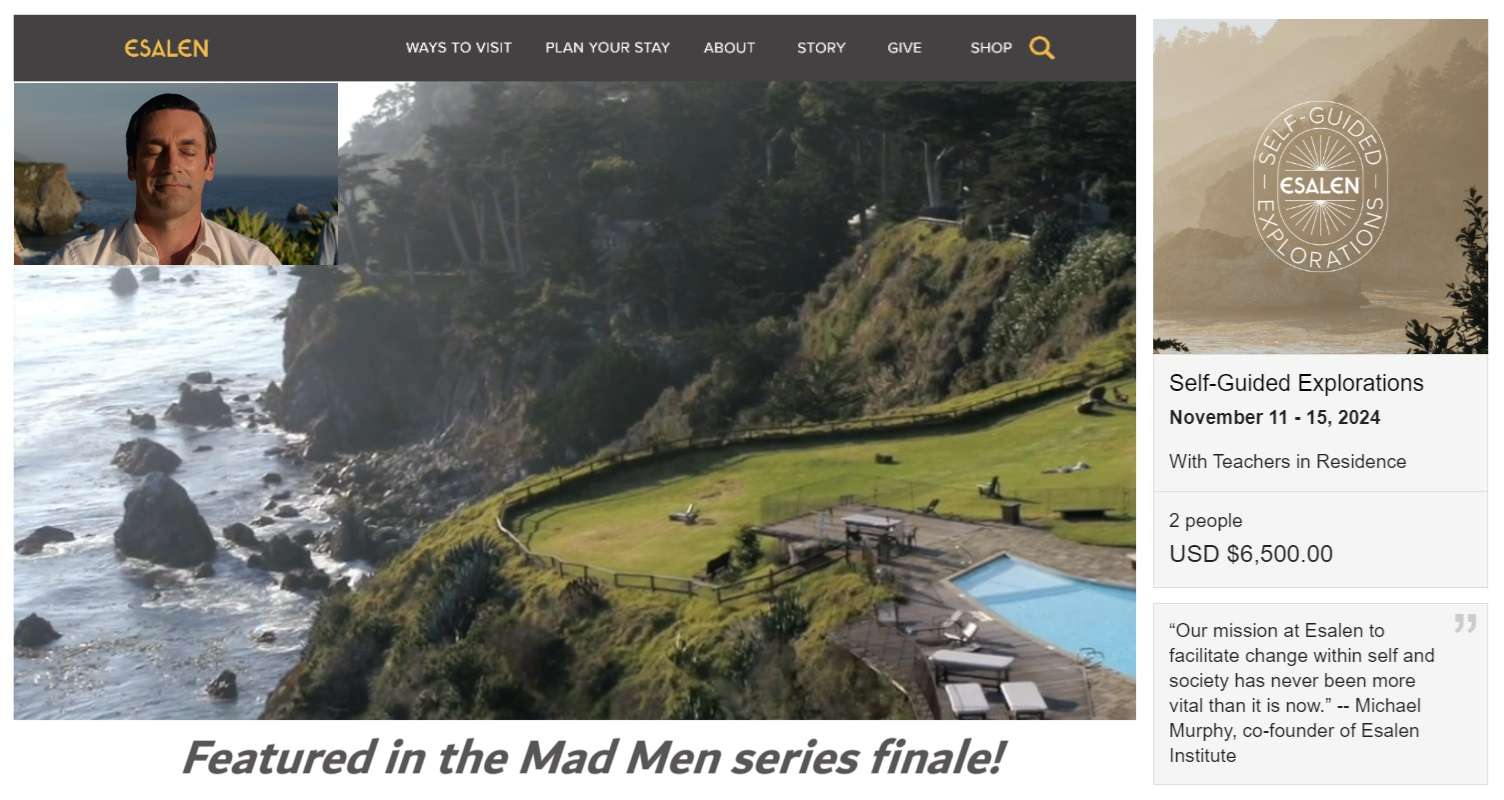 ESALEN
WAYS TO VISIT
PLAN YOUR STAY
ABOUT
STORY
GIVE
SHOP
Featured in the Mad Men series finale!
SELF-GUIDED
ESALEN
EXPLORATIONS
Self-Guided Explorations
November 11 - 15, 2024
With Teachers in Residence
2 people
USD $6,500.00
“Our mission at Esalen to
facilitate change within self and
society has never been more
vital than it is now.” -- Michael
Murphy, co-founder of Esalen
Institute
”